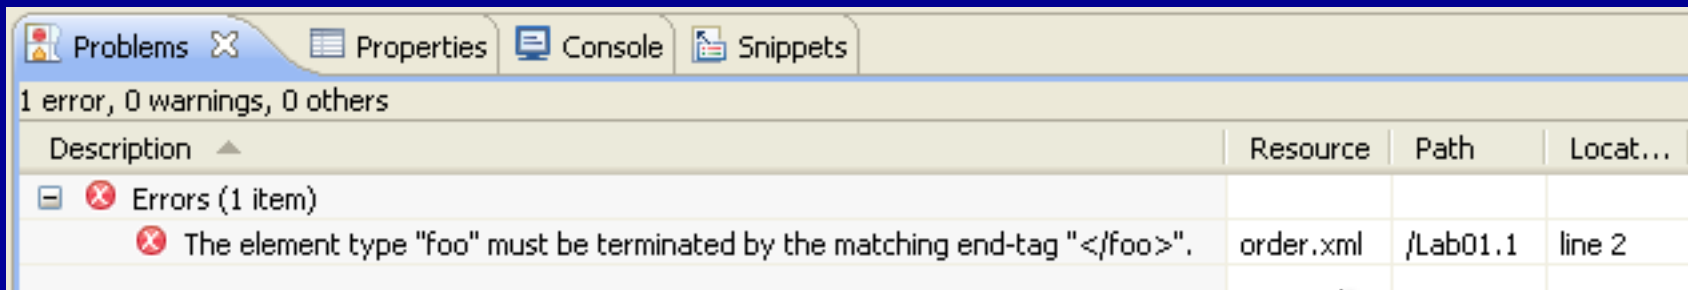 Problems Properties Console Snippets
1 error, 0 warnings, 0 others
Description Resource Path Locat...
Errors (1 item)
The element type "foo" must be terminated by the matching end-tag "</foo>". order.xml /Lab01.1 line 2